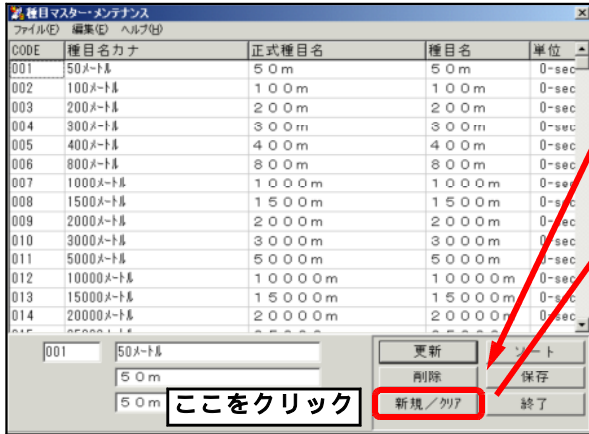 種目マスター・メンテナンス
ファイル(F) 編集(E) ヘルプ(H)
CODE 種目名カナ 正式種目名 種目名 単位
001 50メートル 50m 50m 0-sec
002 100メートル 100m 100m 0-sec
003 200メートル 200m 200m 0-sec
004 300メートル 300m 300m 0-sec
005 400メートル 400m 400m 0-sec
006 800メートル 800m 800m 0-sec
007 1000メートル 1000m 1000m 0-sec
008 1500メートル 1500m 1500m 0-sec
009 2000メートル 2000m 2000m 0-sec
010 3000メートル 3000m 3000m 0-sec
011 5000メートル 5000m 5000m 0-sec
012 10000メートル 10000m 10000m 0-sec
013 15000メートル 15000m 15000m 0-sec
014 20000メートル 20000m 20000m 0-sec
001 50メートル 更新 ソート
50m 削除 保存
50m ここをクリック 新規/クリア 終了